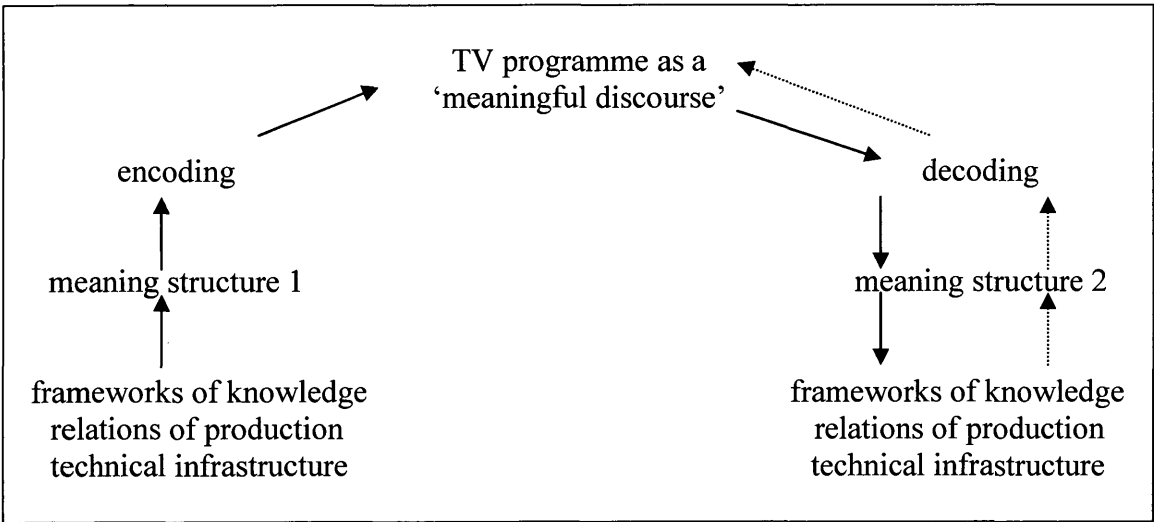 TV programme as a
‘meaningful discourse’
encoding
decoding
meaning structure 1
meaning structure 2
frameworks of knowledge
relations of production
technical infrastructure
frameworks of knowledge
relations of production
technical infrastructure